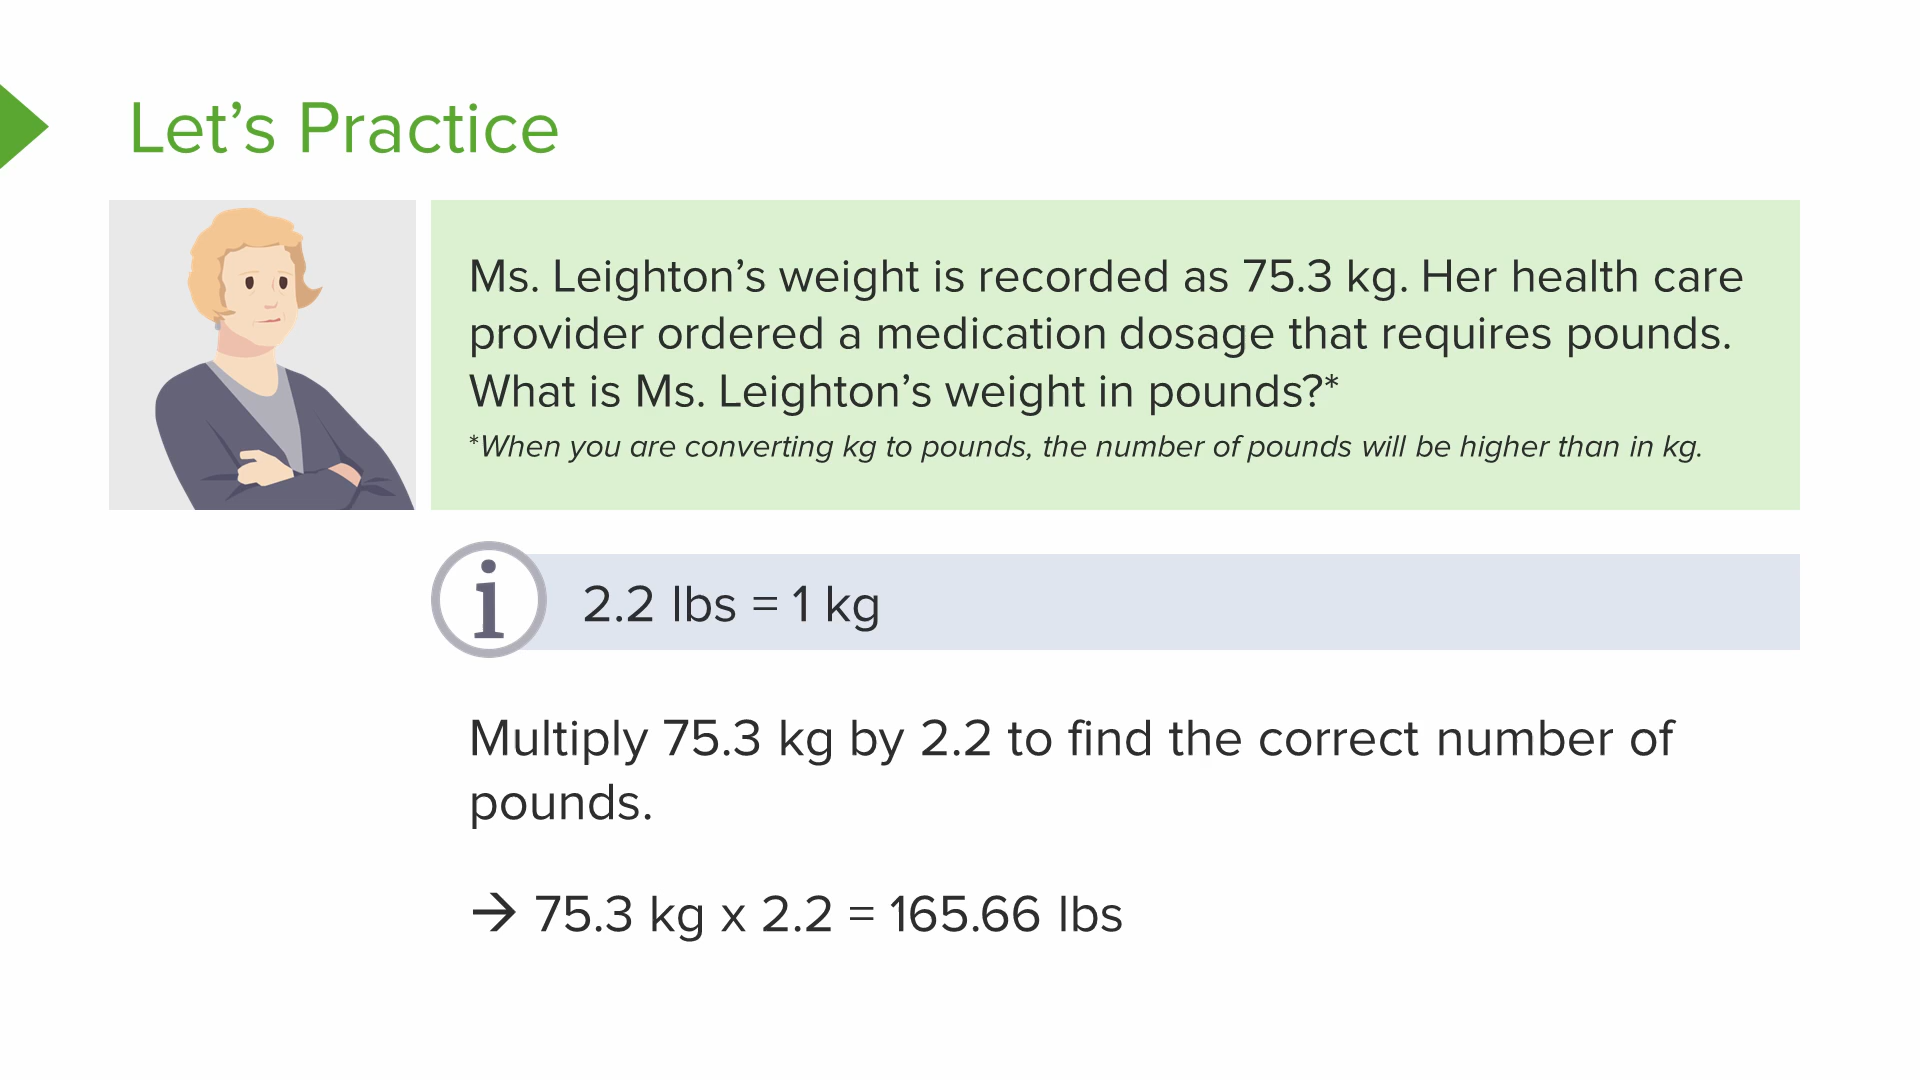 Let’s Practice
Ms. Leighton’s weight is recorded as 75.3 kg. Her health care
provider ordered a medication dosage that requires pounds.
What is Ms. Leighton’s weight in pounds?*
*When you are converting kg to pounds, the number of pounds will be higher than in kg.
i
2.2 lbs = 1 kg
Multiply 75.3 kg by 2.2 to find the correct number of
pounds.
→ 75.3 kg x 2.2 = 165.66 lbs